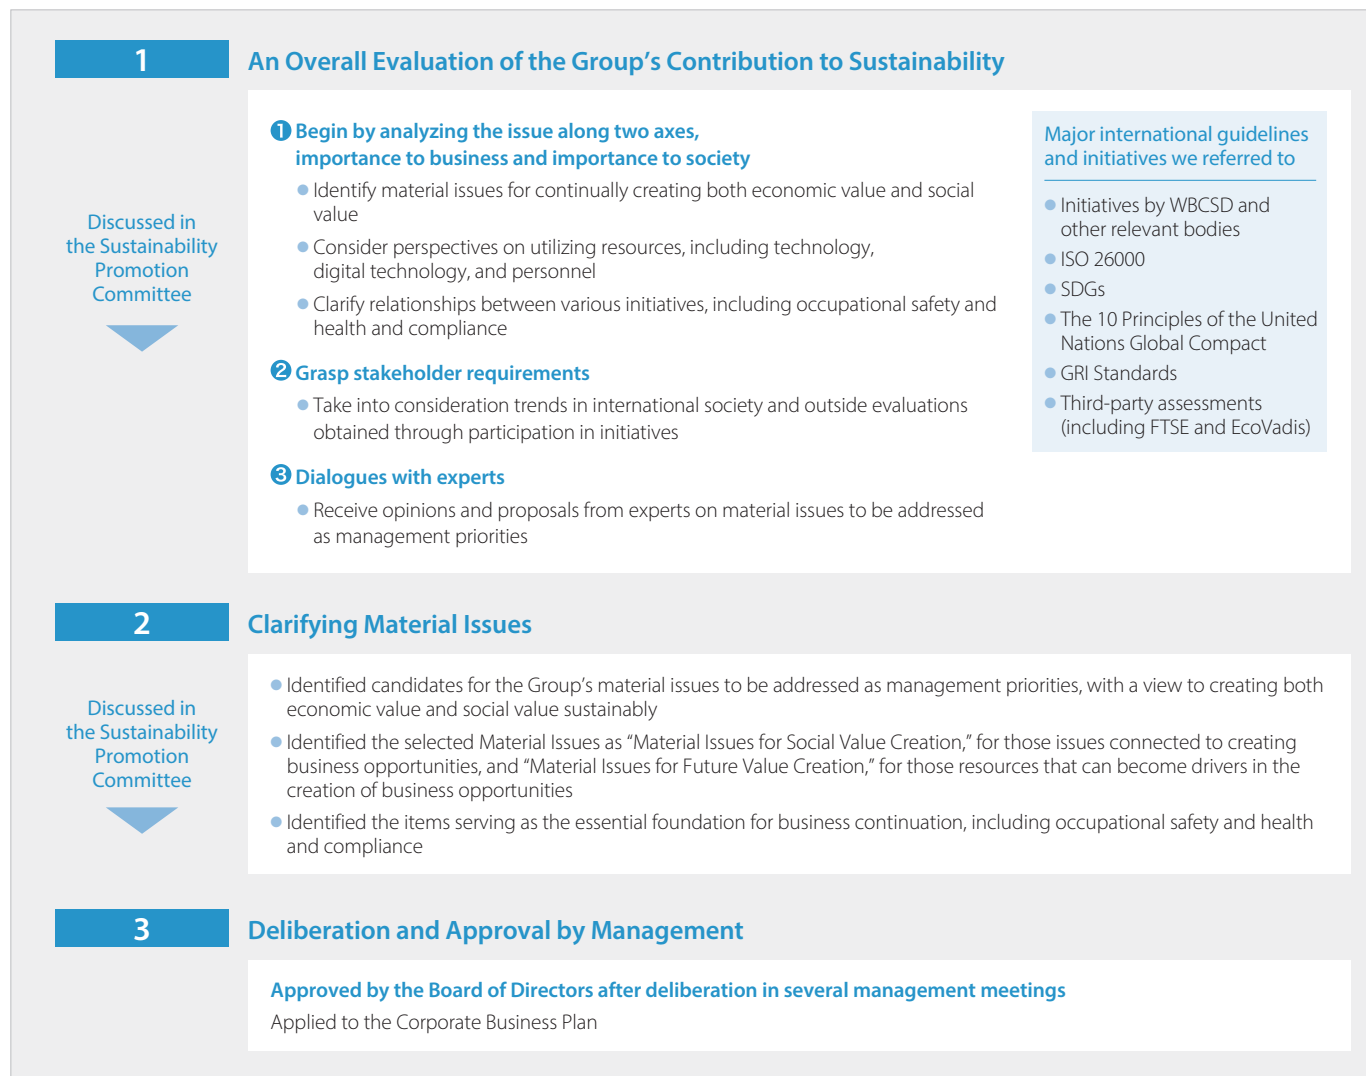 1
An Overall Evaluation of the Group’s Contribution to Sustainability
Discussed in
the Sustainability
Promotion
Committee
❶ Begin by analyzing the issue along two axes,
importance to business and importance to society
● Identify material issues for continually creating both economic value and social
value
● Consider perspectives on utilizing resources, including technology,
digital technology, and personnel
● Clarify relationships between various initiatives, including occupational safety and
health and compliance
❷ Grasp stakeholder requirements
● Take into consideration trends in international society and outside evaluations
obtained through participation in initiatives
❸ Dialogues with experts
● Receive opinions and proposals from experts on material issues to be addressed
as management priorities
Major international guidelines
and initiatives we referred to
● Initiatives by WBCSD and
other relevant bodies
● ISO 26000
● SDGs
● The 10 Principles of the United
Nations Global Compact
● GRI Standards
● Third-party assessments
(including FTSE and EcoVadis)
2
Clarifying Material Issues
Discussed in
the Sustainability
Promotion
Committee
● Identified candidates for the Group’s material issues to be addressed as management priorities, with a view to creating both
economic value and social value sustainably
● Identified the selected Material Issues as “Material Issues for Social Value Creation,” for those issues connected to creating
business opportunities, and “Material Issues for Future Value Creation,” for those resources that can become drivers in the
creation of business opportunities
● Identified the items serving as the essential foundation for business continuation, including occupational safety and health
and compliance
3
Deliberation and Approval by Management
Approved by the Board of Directors after deliberation in several management meetings
Applied to the Corporate Business Plan